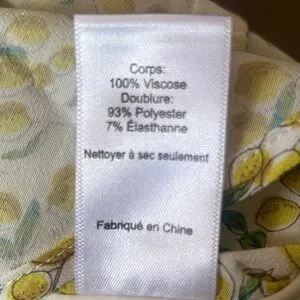 Corps:
100% Viscose
Doublure:
93% Polyester
7% Élasthanne
Nettoyer à sec seulement
Fabriqué en Chine